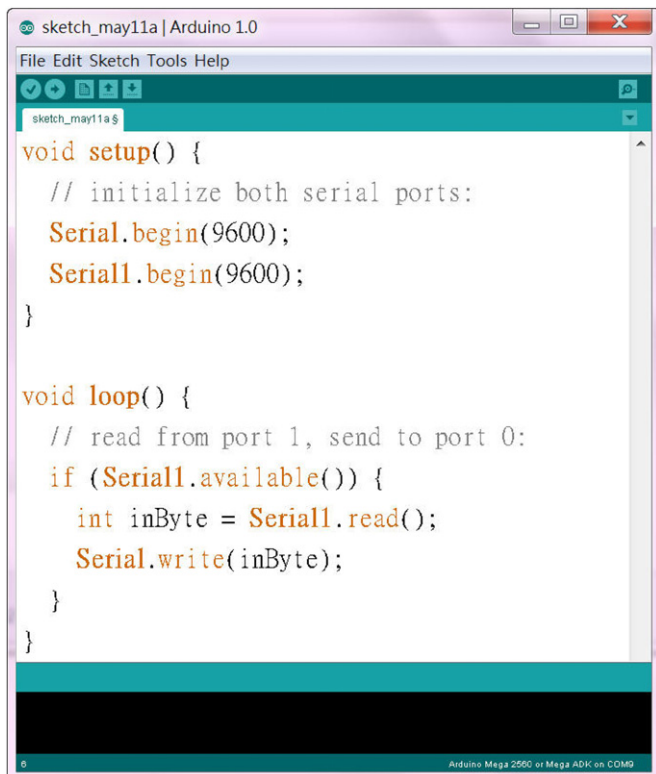 sketch_may11a | Arduino 1.0
File Edit Sketch Tools Help
sketch_may11a §
void setup() {
  // initialize both serial ports:
  Serial.begin(9600);
  Serial1.begin(9600);
}
void loop() {
  // read from port 1, send to port 0:
  if (Serial1.available()) {
    int inByte = Serial1.read();
    Serial.write(inByte);
  }
}
6
Arduino Mega 2560 or Mega ADK on COM9